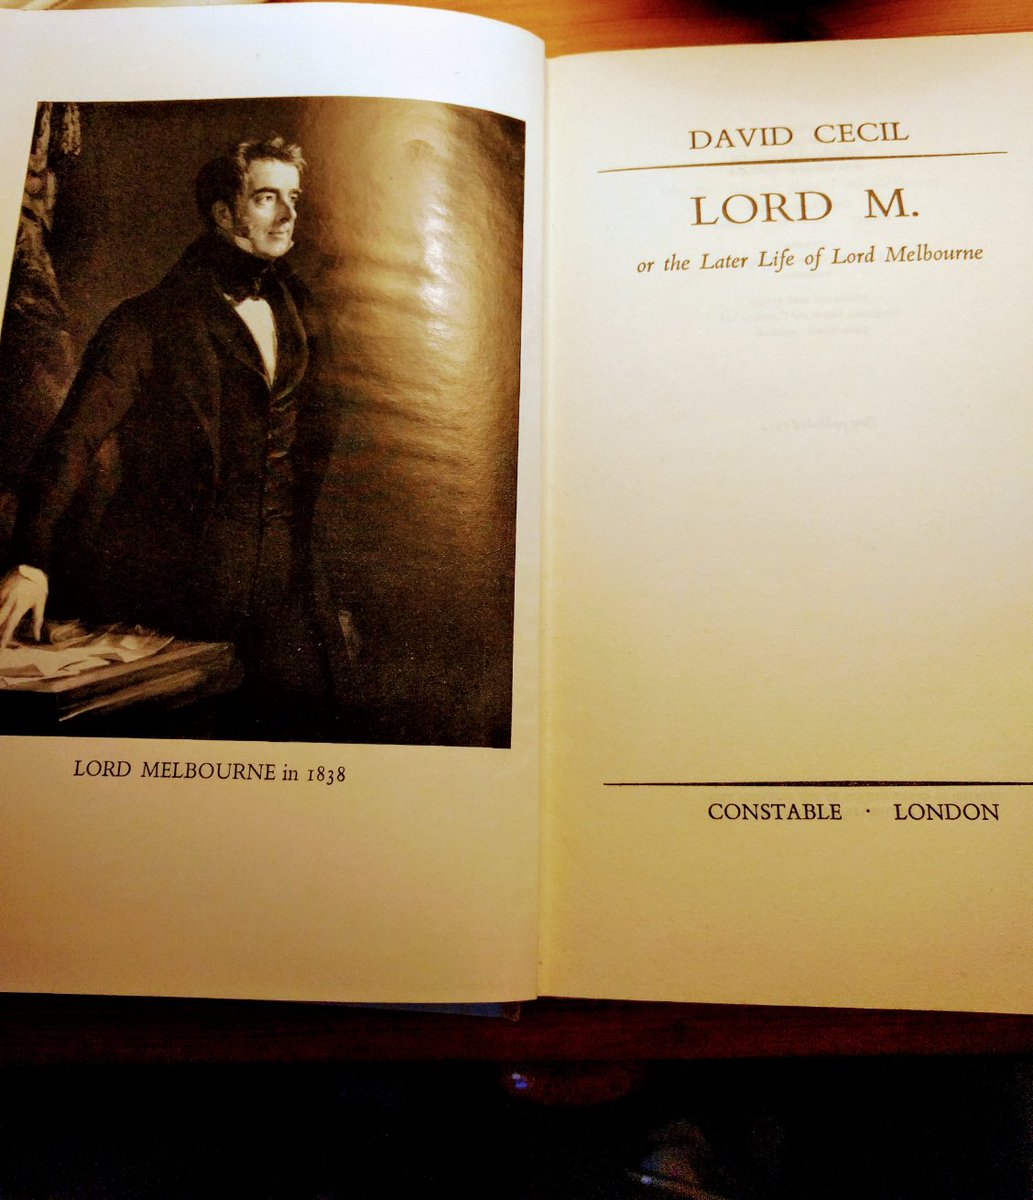 LORD MELBOURNE in 1838
DAVID CECIL
LORD M.
or the Later Life of Lord Melbourne
CONSTABLE · LONDON